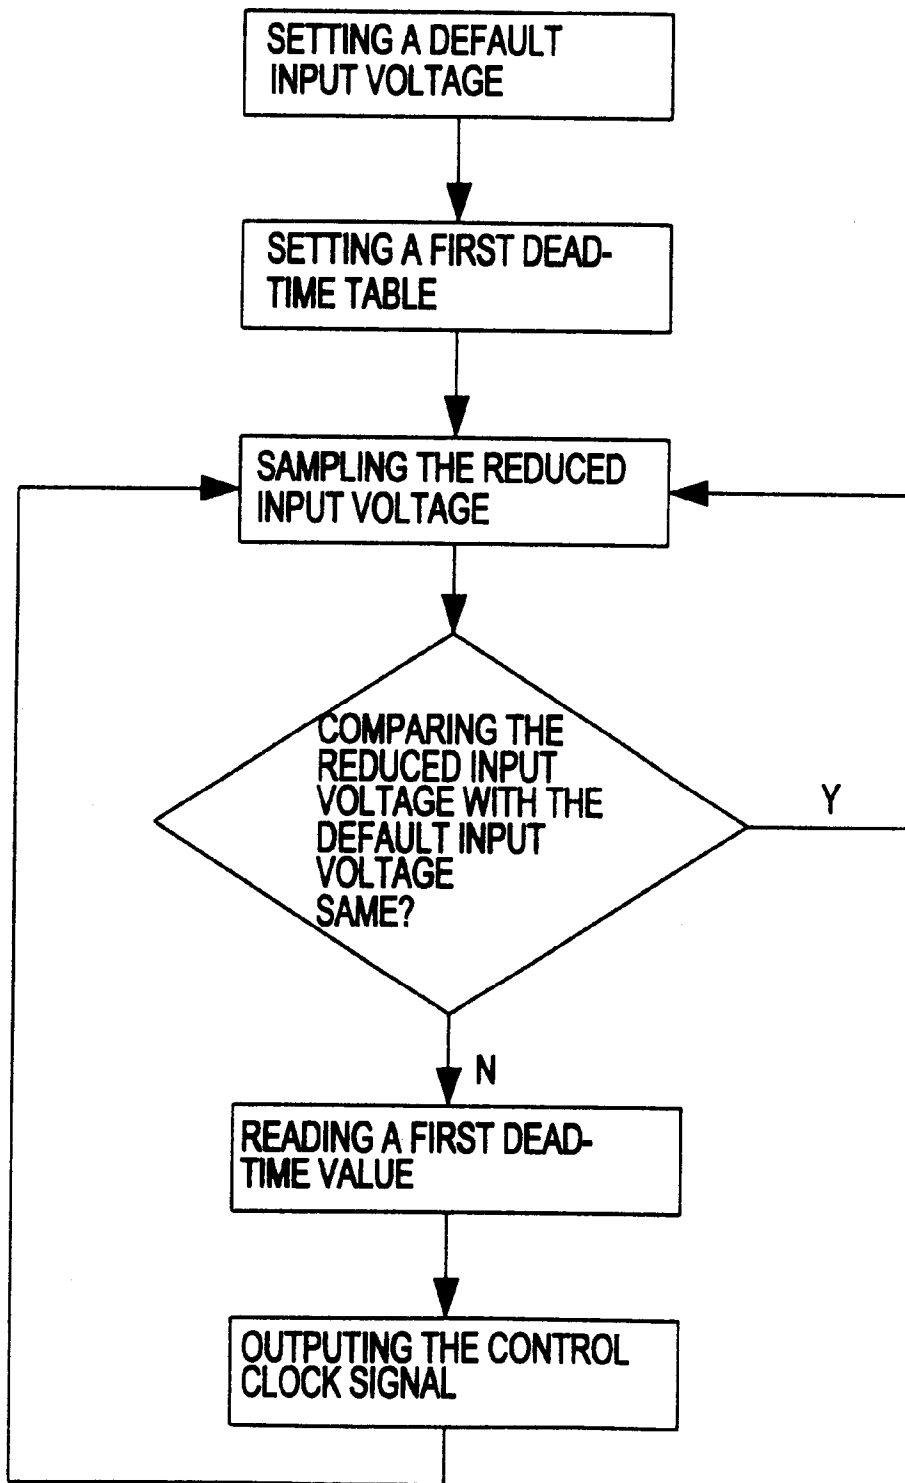 SETTING A DEFAULT
INPUT VOLTAGE
SETTING A FIRST DEAD-
TIME TABLE
SAMPLING THE REDUCED
INPUT VOLTAGE
COMPARING THE
REDUCED INPUT
VOLTAGE WITH THE
DEFAULT INPUT
VOLTAGE
SAME?
Y
N
READING A FIRST DEAD-
TIME VALUE
OUTPUTING THE CONTROL
CLOCK SIGNAL